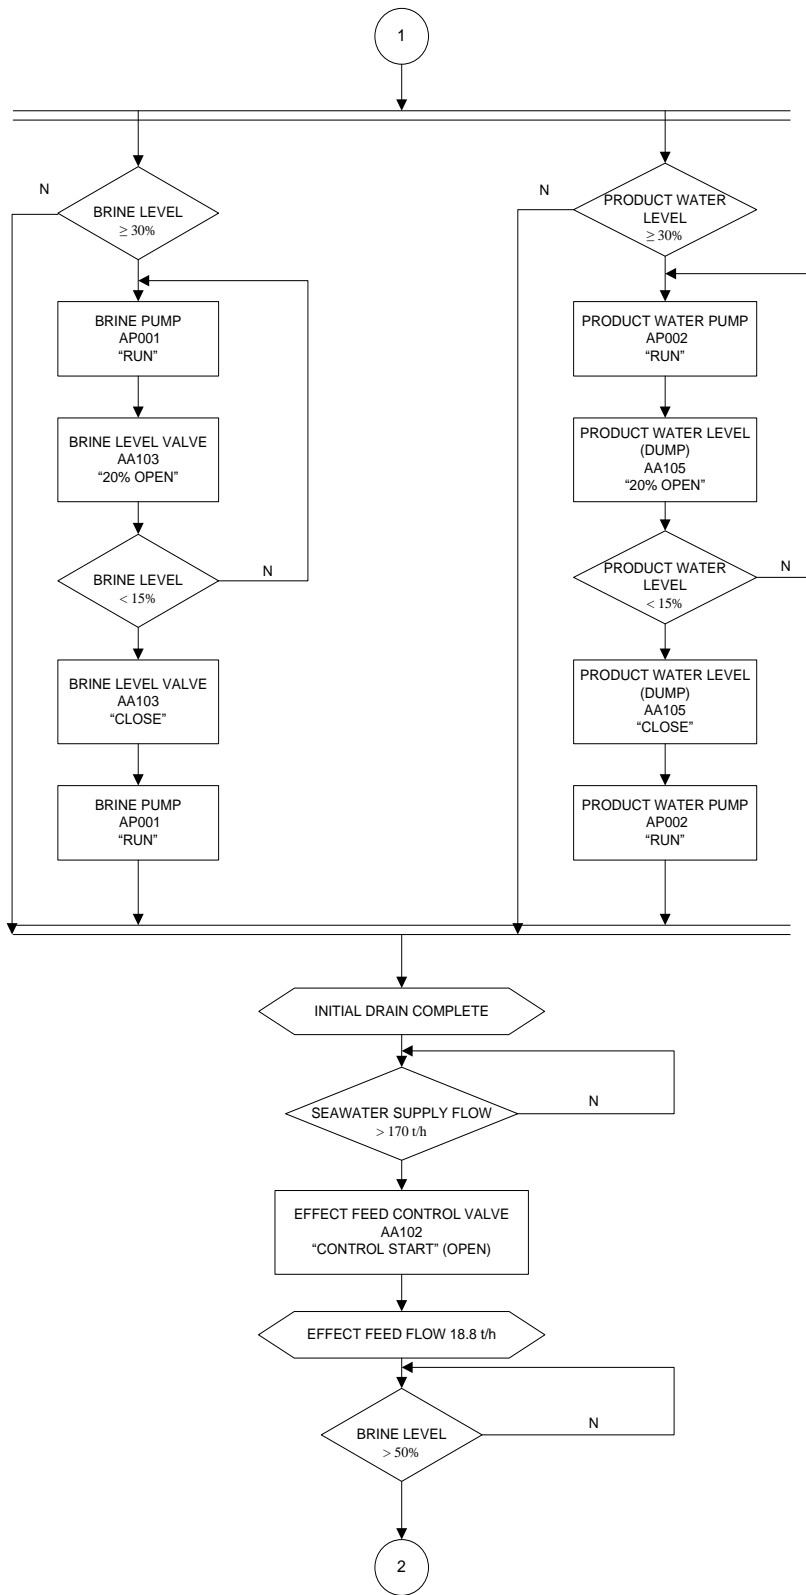 1
N
BRINE LEVEL
≥ 30%
N
PRODUCT WATER
LEVEL
≥ 30%
BRINE PUMP
AP001
“RUN”
PRODUCT WATER PUMP
AP002
“RUN”
BRINE LEVEL VALVE
AA103
“20% OPEN”
PRODUCT WATER LEVEL
(DUMP)
AA105
“20% OPEN”
BRINE LEVEL
< 15%
N
PRODUCT WATER
LEVEL
< 15%
N
BRINE LEVEL VALVE
AA103
“CLOSE”
PRODUCT WATER LEVEL
(DUMP)
AA105
“CLOSE”
BRINE PUMP
AP001
“RUN”
PRODUCT WATER PUMP
AP002
“RUN”
INITIAL DRAIN COMPLETE
SEAWATER SUPPLY FLOW
> 170 t/h
N
EFFECT FEED CONTROL VALVE
AA102
“CONTROL START” (OPEN)
EFFECT FEED FLOW 18.8 t/h
BRINE LEVEL
> 50%
N
2